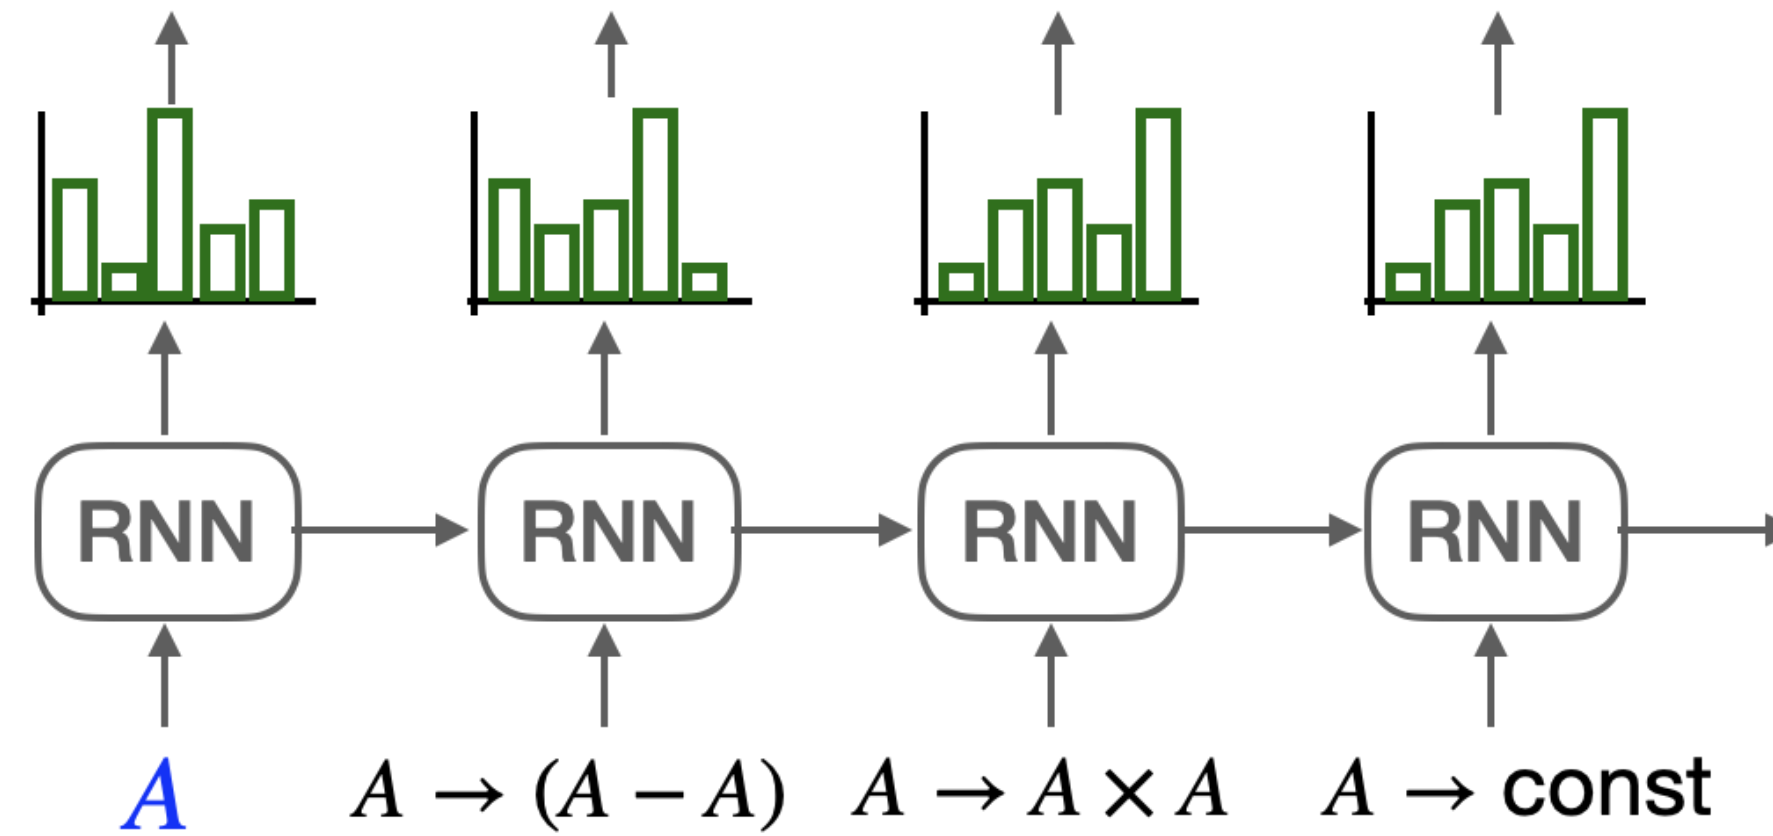 RNN RNN RNN RNN
A A → (A − A) A → A × A A → const